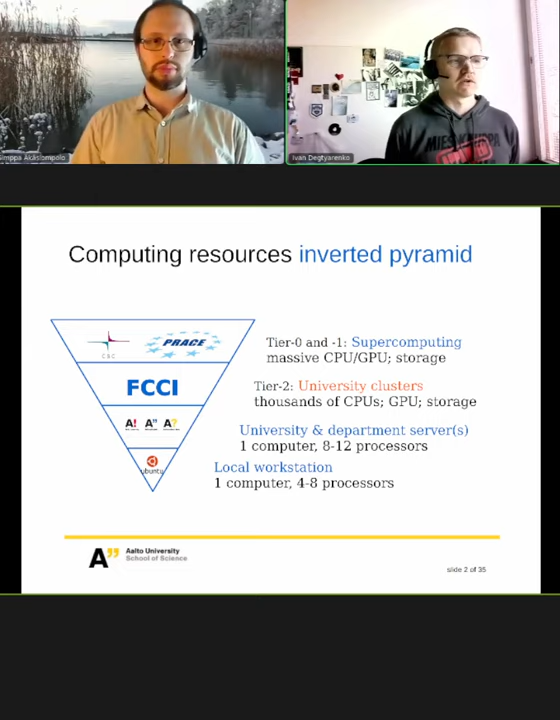 Simppa Äkäslompolo
Ivan Degtyarenko
Computing resources inverted pyramid
CSC
PRACE
Tier-0 and -1: Supercomputing
massive CPU/GPU; storage
FCCI
Tier-2: University clusters
thousands of CPUs; GPU; storage
A! A" A?
University & department server(s)
1 computer, 8-12 processors
ubuntu
Local workstation
1 computer, 4-8 processors
A"
Aalto University
School of Science
slide 2 of 35